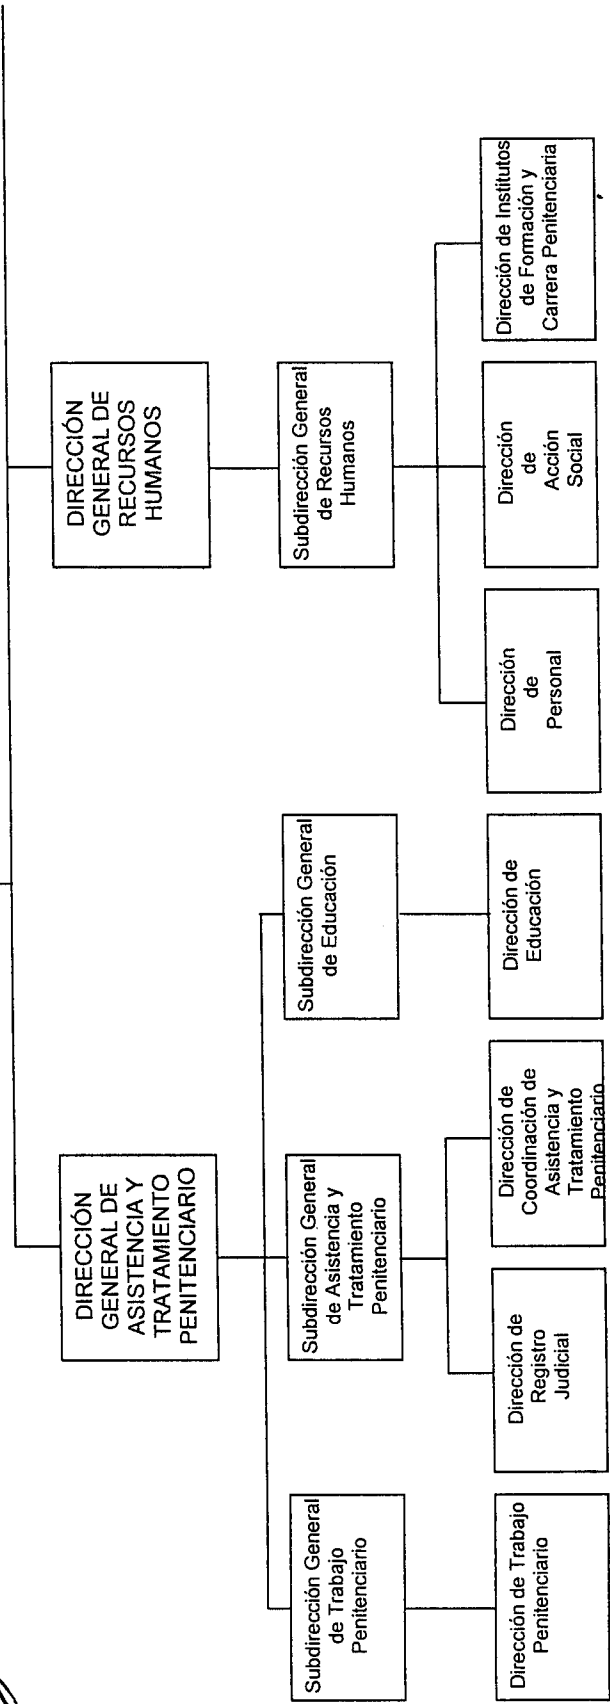 DIRECCIÓN
GENERAL DE
ASISTENCIA Y
TRATAMIENTO
PENITENCIARIO
DIRECCIÓN
GENERAL DE
RECURSOS
HUMANOS
Subdirección General
de Trabajo
Penitenciario
Subdirección General
de Asistencia y
Tratamiento
Penitenciario
Subdirección General
de Educación
Subdirección General
de Recursos
Humanos
Dirección de Trabajo
Penitenciario
Dirección de
Registro
Judicial
Dirección de
Coordinación de
Asistencia y
Tratamiento
Penitenciario
Dirección de
Educación
Dirección
de
Personal
Dirección
de
Acción
Social
Dirección de Institutos
de Formación y
Carrera Penitenciaria